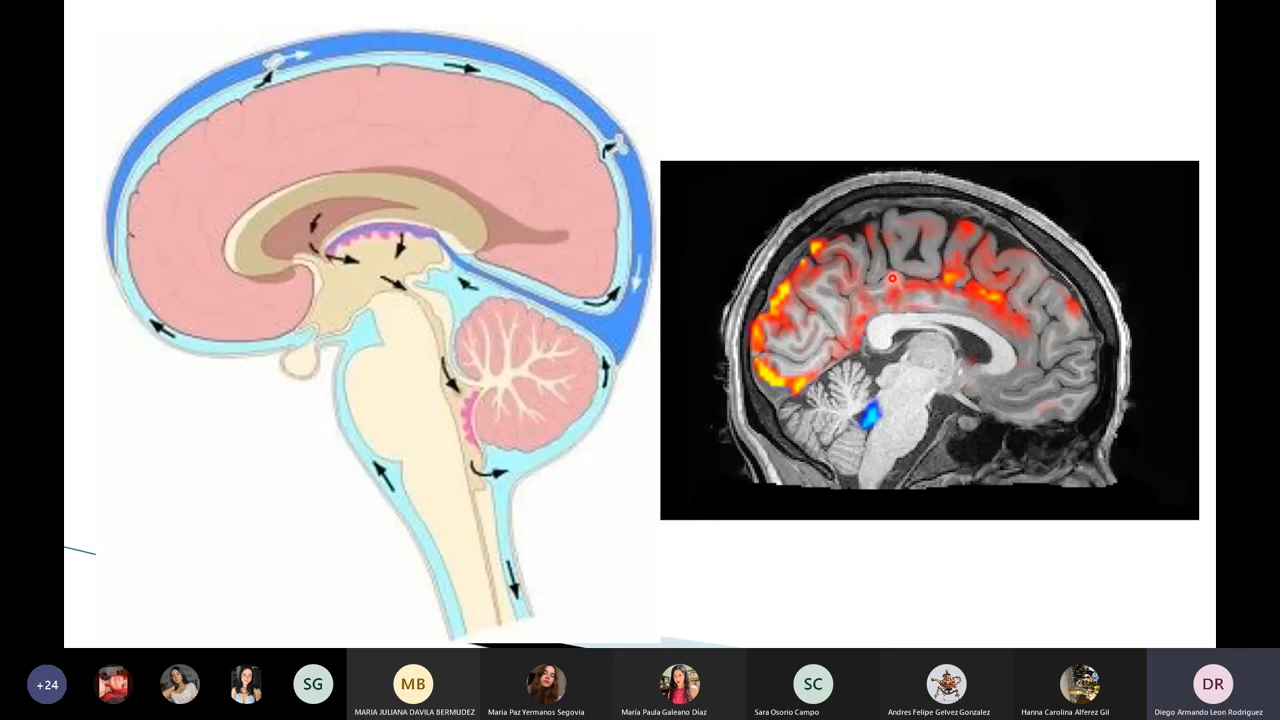 +24
SG
MB
MARIA JULIANA DAVILA BERMUDEZ
Maria Paz Yermanos Segovia
María Paula Galeano Díaz
SC
Sara Osorio Campo
Andres Felipe Gelvez Gonzalez
Hanna Carolina Alferez Gil
DR
Diego Armando Leon Rodriguez